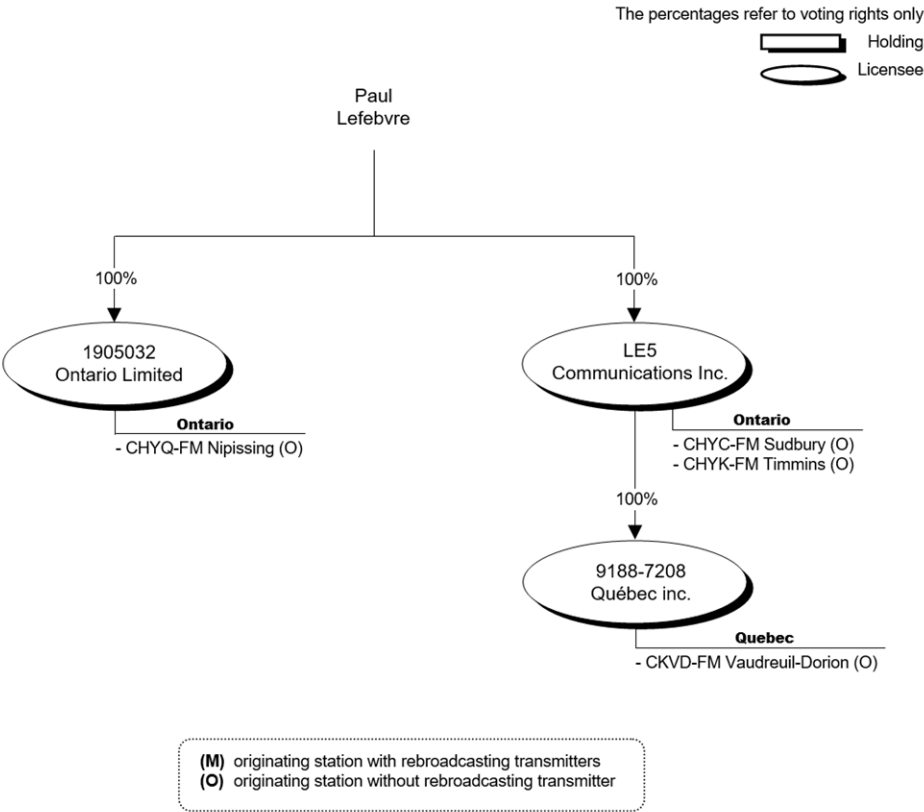 The percentages refer to voting rights only
Holding
Licensee
Paul
Lefebvre
100%
100%
1905032
Ontario Limited
LE5
Communications Inc.
Ontario
- CHYQ-FM Nipissing (O)
Ontario
- CHYC-FM Sudbury (O)
- CHYK-FM Timmins (O)
100%
9188-7208
Québec inc.
Quebec
- CKVD-FM Vaudreuil-Dorion (O)
(M) originating station with rebroadcasting transmitters
(O) originating station without rebroadcasting transmitter